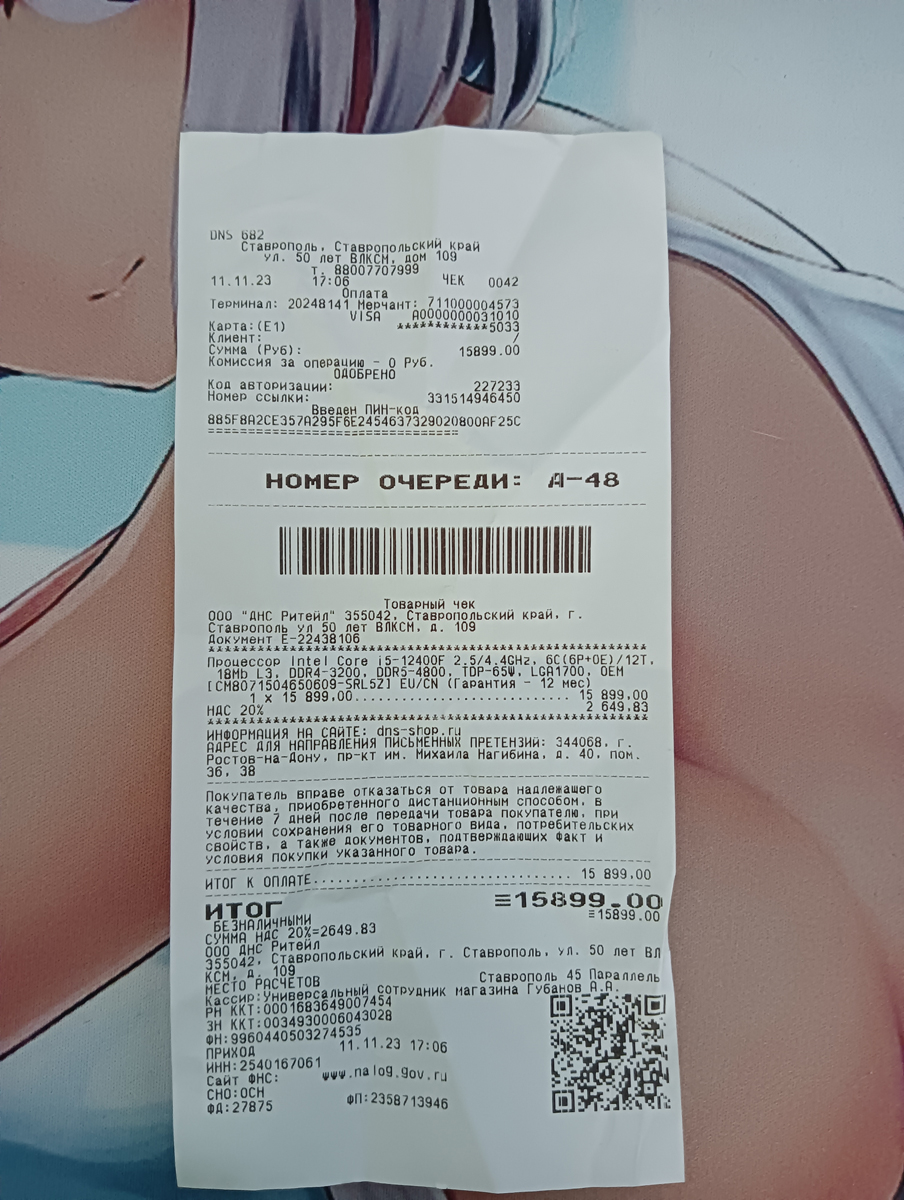 DNS 682
Ставрополь, Ставропольский край
ул. 50 лет ВЛКСМ, дом 109
т. 88007707999
11.11.23 17:06 ЧЕК 0042
Оплата
Терминал: 20248141 Мерчант: 711000004573
VISA A0000000031010
Карта:(E1) ************5033
Клиент: /
Сумма (Руб): 15899.00
Комиссия за операцию - 0 Руб.
ОДОБРЕНО
Код авторизации: 227233
Номер ссылки: 331514946450
Введен ПИН-код
885F8A2CE357A295F6E2454637329020800AF25C
================================
НОМЕР ОЧЕРЕДИ: А-48
Товарный чек
ООО "ДНС Ритейл" 355042, Ставропольский край, г.
Ставрополь ул 50 лет ВЛКСМ, д. 109
Документ Е-22438106
Процессор Intel Core i5-12400F 2.5/4.4GHz, 6C(6P+0E)/12T,
18Mb L3, DDR4-3200, DDR5-4800, TDP-65W, LGA1700, OEM
[CM8071504650609-SRL5Z] EU/CN (Гарантия - 12 мес)
1 x 15 899,00............................ 15 899,00
НДС 20% 2 649.83
ИНФОРМАЦИЯ НА САЙТЕ: dns-shop.ru
АДРЕС ДЛЯ НАПРАВЛЕНИЯ ПИСЬМЕННЫХ ПРЕТЕНЗИЙ: 344068, г.
Ростов-на-Дону, пр-кт им. Михаила Нагибина, д. 40, пом.
36, 38
Покупатель вправе отказаться от товара надлежащего
качества, приобретенного дистанционным способом, в
течение 7 дней после передачи товара покупателю, при
условии сохранения его товарного вида, потребительских
свойств, а также документов, подтверждающих факт и
условия покупки указанного товара.
ИТОГ К ОПЛАТЕ................................ 15 899,00
ИТОГ ≡15899.00
БЕЗНАЛИЧНЫМИ ≡15899.00
СУММА НДС 20%=2649.83
ООО ДНС Ритейл
355042, Ставропольский край, г. Ставрополь, ул. 50 лет ВЛ
КСМ, д. 109
МЕСТО РАСЧЕТОВ Ставрополь 45 Параллель
Кассир:Универсальный сотрудник магазина Губанов А.А.
РН ККТ:0001683649007454
ЗН ККТ:0034930006043028
ФН:9960440503274535
ПРИХОД 11.11.23 17:06
ИНН:2540167061
Сайт ФНС: www.nalog.gov.ru
СНО:ОСН
ФД:27875 ФП:2358713946